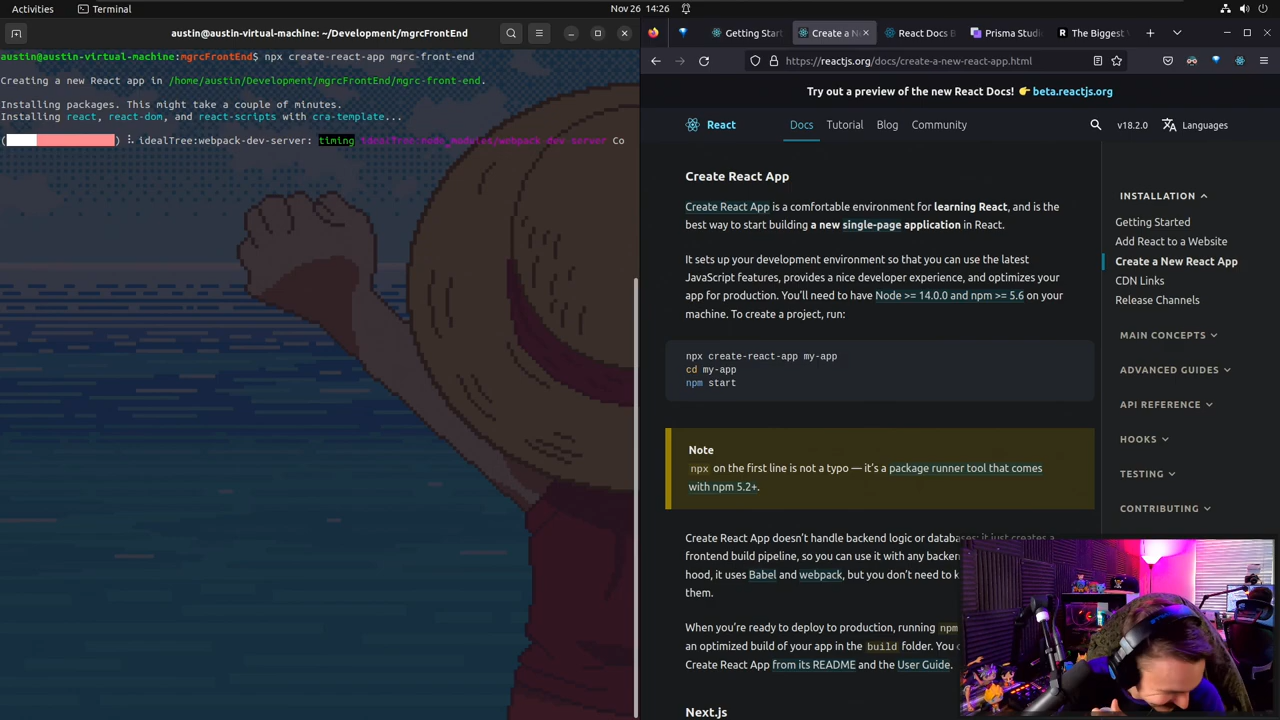 Activities
Terminal
Nov 26 14:26
austin@austin-virtual-machine: ~/Development/mgrcFrontEnd
austin@austin-virtual-machine:mgrcFrontEnd$ npx create-react-app mgrc-front-end
Creating a new React app in /home/austin/Development/mgrcFrontEnd/mgrc-front-end.
Installing packages. This might take a couple of minutes.
Installing react, react-dom, and react-scripts with cra-template...
idealTree:webpack-dev-server: timing idealTree:node_modules/webpack-dev-server Co
Getting Star
Create a Ne
React Docs B
Prisma Studi
The Biggest
https://reactjs.org/docs/create-a-new-react-app.html
Try out a preview of the new React Docs! 👉 beta.reactjs.org
React
Docs
Tutorial
Blog
Community
v18.2.0
Languages
Create React App
Create React App is a comfortable environment for learning React, and is the
best way to start building a new single-page application in React.
It sets up your development environment so that you can use the latest
JavaScript features, provides a nice developer experience, and optimizes your
app for production. You'll need to have Node >= 14.0.0 and npm >= 5.6 on your
machine. To create a project, run:
npx create-react-app my-app
cd my-app
npm start
Note
npx on the first line is not a typo — it's a package runner tool that comes
with npm 5.2+.
Create React App doesn't handle backend logic or databases; it just creates a
frontend build pipeline, so you can use it with any backen
hood, it uses Babel and webpack, but you don't need to k
them.
When you're ready to deploy to production, running npm
an optimized build of your app in the build folder. You c
Create React App from its README and the User Guide.
Next.js
INSTALLATION
Getting Started
Add React to a Website
Create a New React App
CDN Links
Release Channels
MAIN CONCEPTS
ADVANCED GUIDES
API REFERENCE
HOOKS
TESTING
CONTRIBUTING